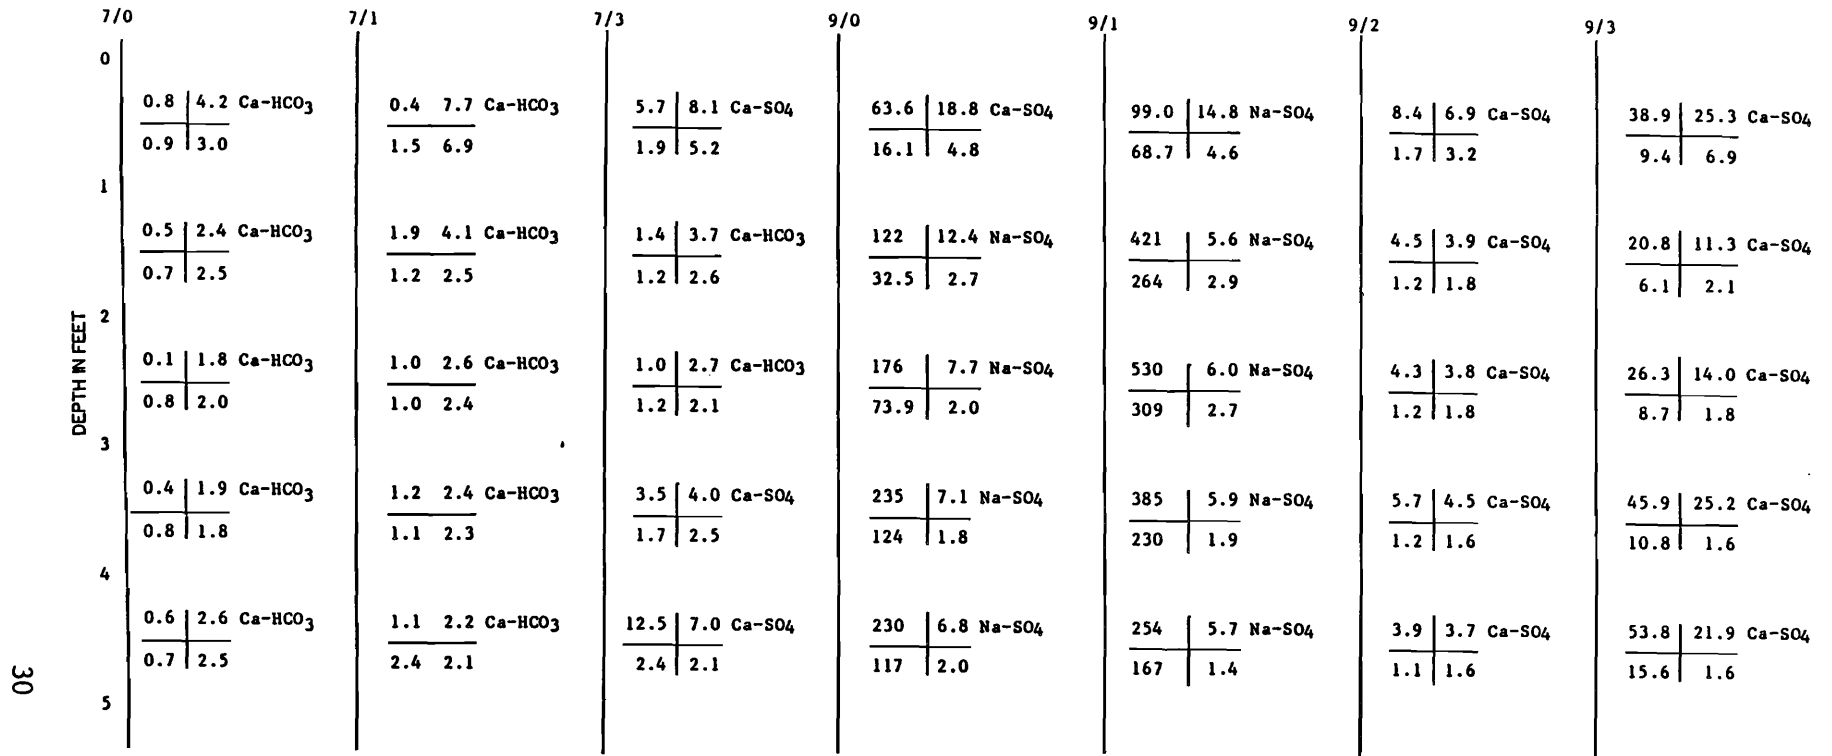 7/0 7/1 7/3 9/0 9/1 9/2 9/3
0
0.8 4.2 Ca-HCO3 0.4 7.7 Ca-HCO3 5.7 8.1 Ca-SO4 63.6 18.8 Ca-SO4 99.0 14.8 Na-SO4 8.4 6.9 Ca-SO4 38.9 25.3 Ca-SO4
0.9 3.0 1.5 6.9 1.9 5.2 16.1 4.8 68.7 4.6 1.7 3.2 9.4 6.9
1
0.5 2.4 Ca-HCO3 1.9 4.1 Ca-HCO3 1.4 3.7 Ca-HCO3 122 12.4 Na-SO4 421 5.6 Na-SO4 4.5 3.9 Ca-SO4 20.8 11.3 Ca-SO4
0.7 2.5 1.2 2.5 1.2 2.6 32.5 2.7 264 2.9 1.2 1.8 6.1 2.1
2
DEPTH IN FEET
0.1 1.8 Ca-HCO3 1.0 2.6 Ca-HCO3 1.0 2.7 Ca-HCO3 176 7.7 Na-SO4 530 6.0 Na-SO4 4.3 3.8 Ca-SO4 26.3 14.0 Ca-SO4
0.8 2.0 1.0 2.4 1.2 2.1 73.9 2.0 309 2.7 1.2 1.8 8.7 1.8
3
0.4 1.9 Ca-HCO3 1.2 2.4 Ca-HCO3 3.5 4.0 Ca-SO4 235 7.1 Na-SO4 385 5.9 Na-SO4 5.7 4.5 Ca-SO4 45.9 25.2 Ca-SO4
0.8 1.8 1.1 2.3 1.7 2.5 124 1.8 230 1.9 1.2 1.6 10.8 1.6
4
0.6 2.6 Ca-HCO3 1.1 2.2 Ca-HCO3 12.5 7.0 Ca-SO4 230 6.8 Na-SO4 254 5.7 Na-SO4 3.9 3.7 Ca-SO4 53.8 21.9 Ca-SO4
0.7 2.5 2.4 2.1 2.4 2.1 117 2.0 167 1.4 1.1 1.6 15.6 1.6
5
30